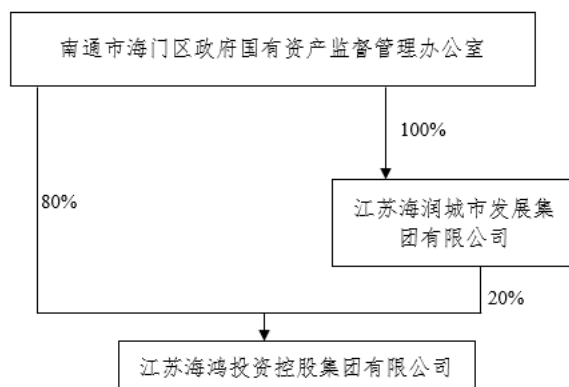 南通市海门区政府国有资产监督管理办公室
100%
80%
江苏海润城市发展集
团有限公司
20%
江苏海鸿投资控股集团有限公司